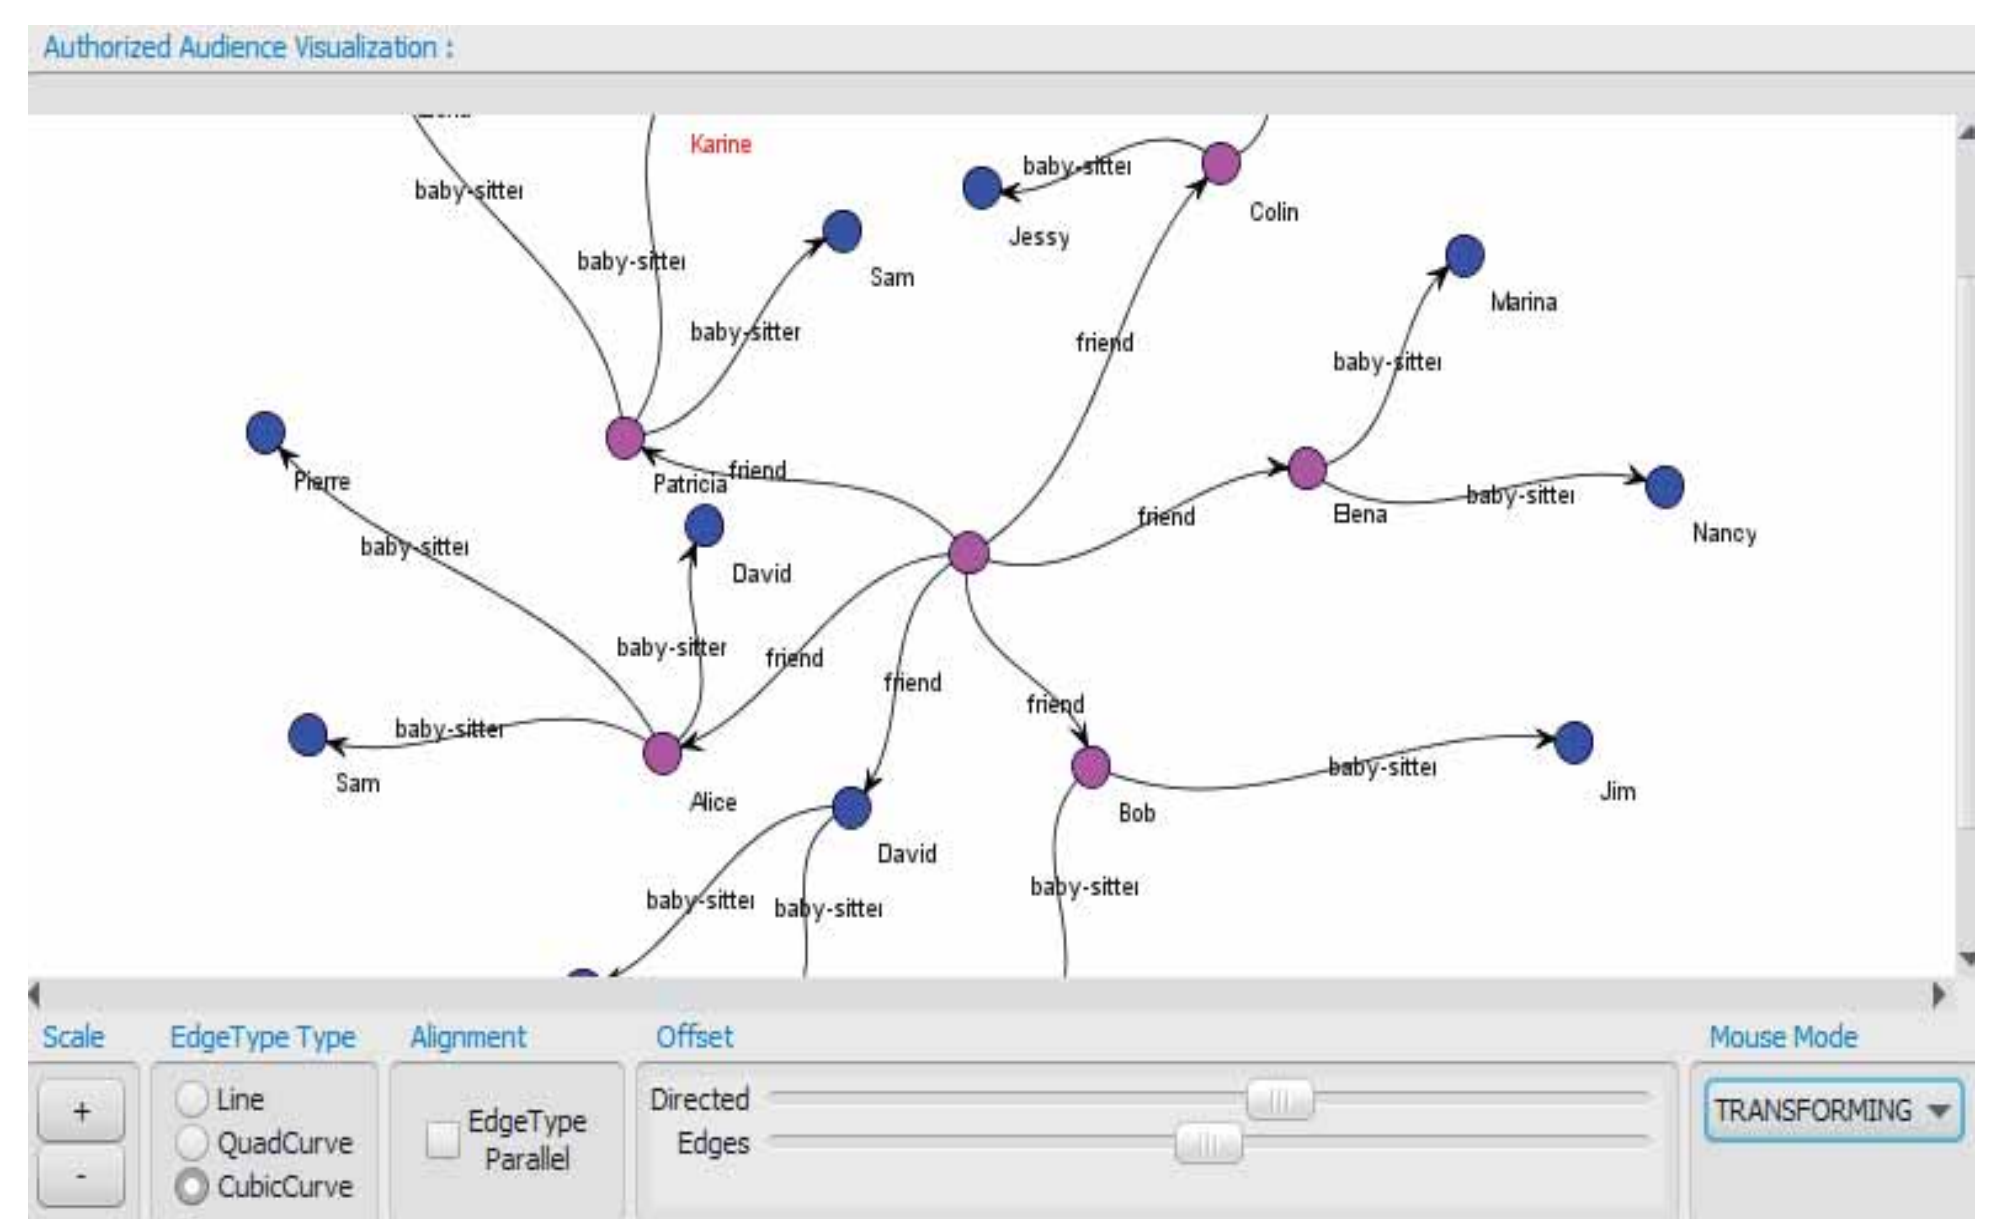 Authorized Audience Visualization :
Karine
baby-sitter
baby-sitter
Jessy
Colin
baby-sitter
Sam
baby-sitter
Marina
baby-sitter
friend
baby-sitter
Pierre
Patricia
friend
baby-sitter
Elena
friend
Nancy
baby-sitter
David
baby-sitter
friend
friend
friend
baby-sitter
Sam
Alice
baby-sitter
Jim
Bob
David
baby-sitter
baby-sitter
baby-sitter
Scale
EdgeType Type
Alignment
Offset
Mouse Mode
+
-
Line
QuadCurve
CubicCurve
EdgeType
Parallel
Directed
Edges
TRANSFORMING